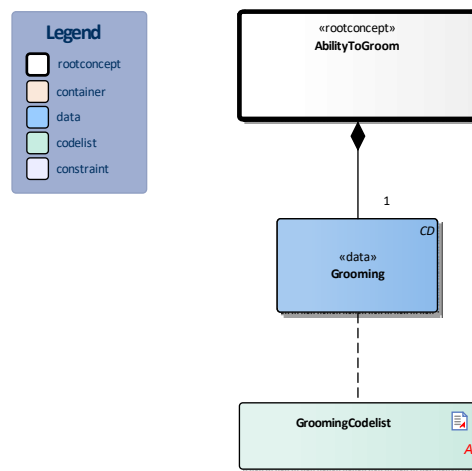 Legend
rootconcept
container
data
codelist
constraint
«rootconcept»
AbilityToGroom
1
CD
«data»
Grooming
GroomingCodelist
A